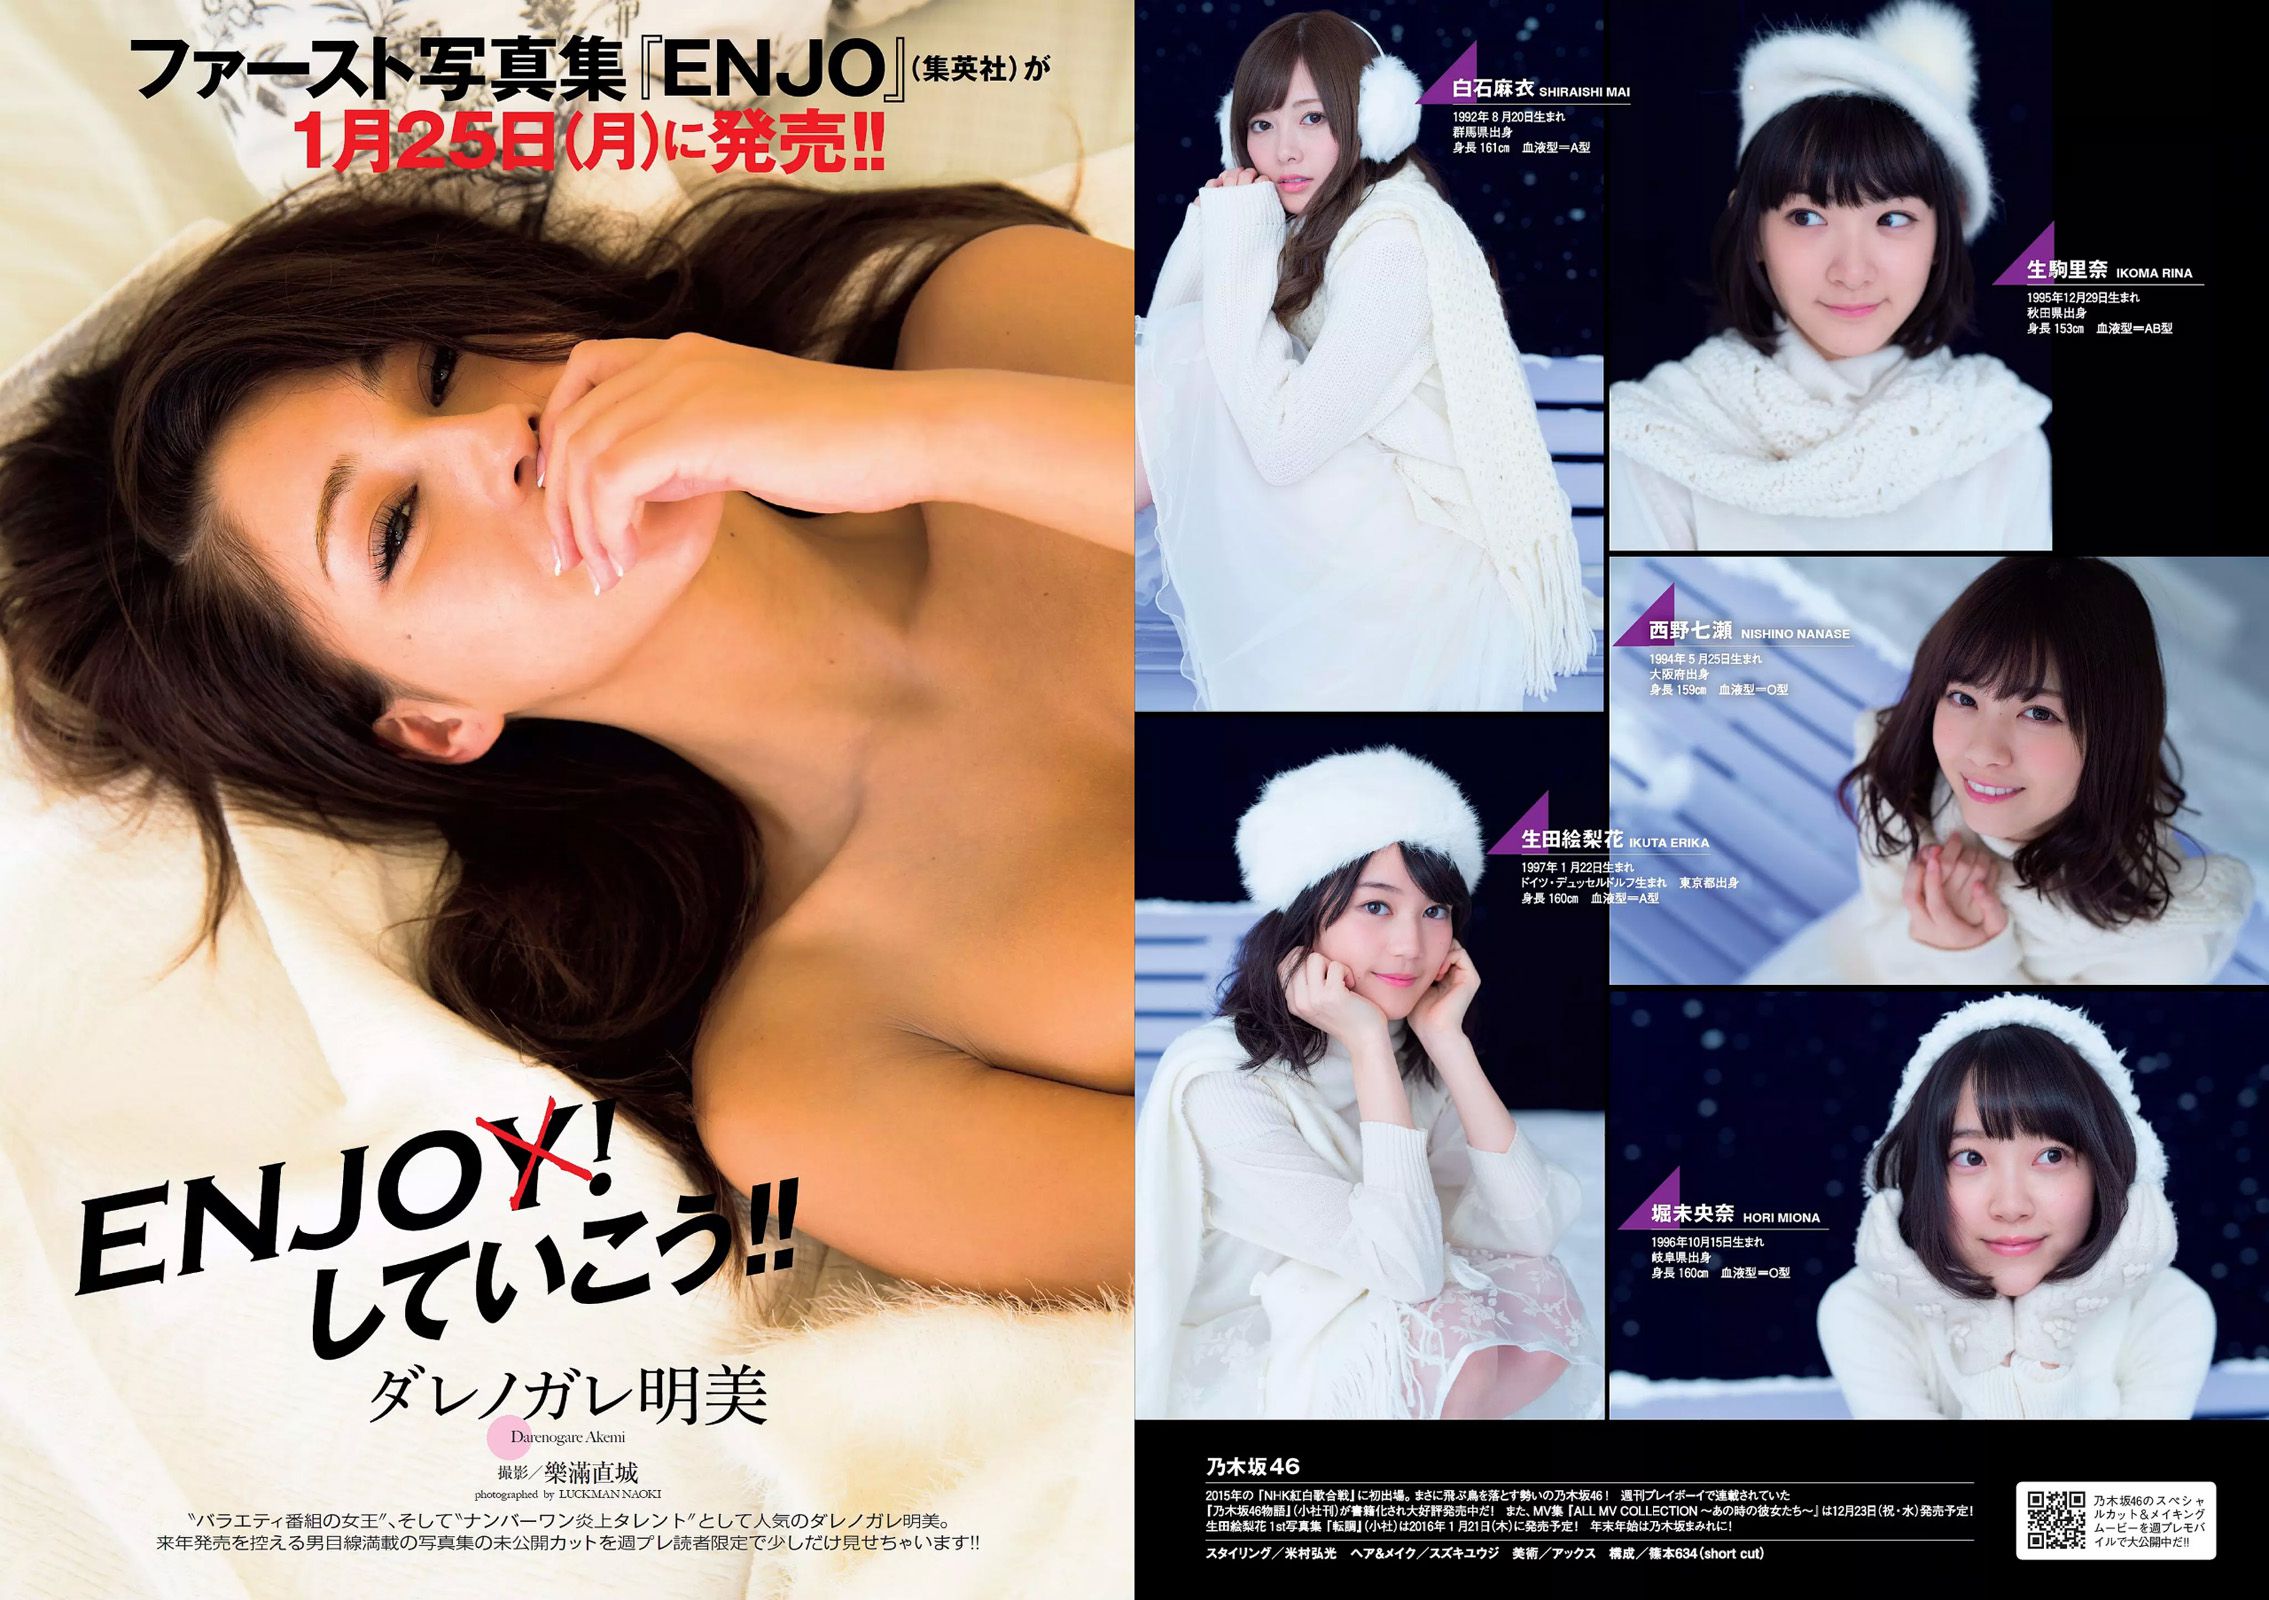 ファースト写真集『ENJO』(集英社)が
1月25日(月)に発売!!
ENJOY!
していこう!!
ダレノガレ明美
Darenogare Akemi
撮影／樂滿直城
photographed by LUCKMAN NAOKI
"バラエティ番組の女王"、そして"ナンバーワン炎上タレント"として人気のダレノガレ明美。
来年発売を控える男目線満載の写真集の未公開カットを週プレ読者限定で少しだけ見せちゃいます!!
白石麻衣 SHIRAISHI MAI
1992年8月20日生まれ
群馬県出身
身長161㎝　血液型＝A型
生駒里奈 IKOMA RINA
1995年12月29日生まれ
秋田県出身
身長153㎝　血液型＝AB型
西野七瀬 NISHINO NANASE
1994年5月25日生まれ
大阪府出身
身長159㎝　血液型＝O型
生田絵梨花 IKUTA ERIKA
1997年1月22日生まれ
ドイツ・デュッセルドルフ生まれ　東京都出身
身長160㎝　血液型＝A型
堀未央奈 HORI MIONA
1996年10月15日生まれ
岐阜県出身
身長160㎝　血液型＝O型
乃木坂46
2015年の「NHK紅白歌合戦」に初出場。まさに飛ぶ鳥を落とす勢いの乃木坂46！　週刊プレイボーイで連載されていた
『乃木坂46物語』(小社刊)が書籍化され大好評発売中だ！　また、MV集『ALL MV COLLECTION～あの時の彼女たち～』は12月23日(祝・水)発売予定！
生田絵梨花 1st写真集『転調』(小社)は2016年1月21日(木)に発売予定！　年末年始は乃木坂まみれに！
スタイリング／米村弘光　ヘア&メイク／スズキユウジ　美術／アックス　構成／篠本634(short cut)
乃木坂46のスペシャ
ルカット&メイキング
ムービーを週プレモバ
イルで大公開中だ!!